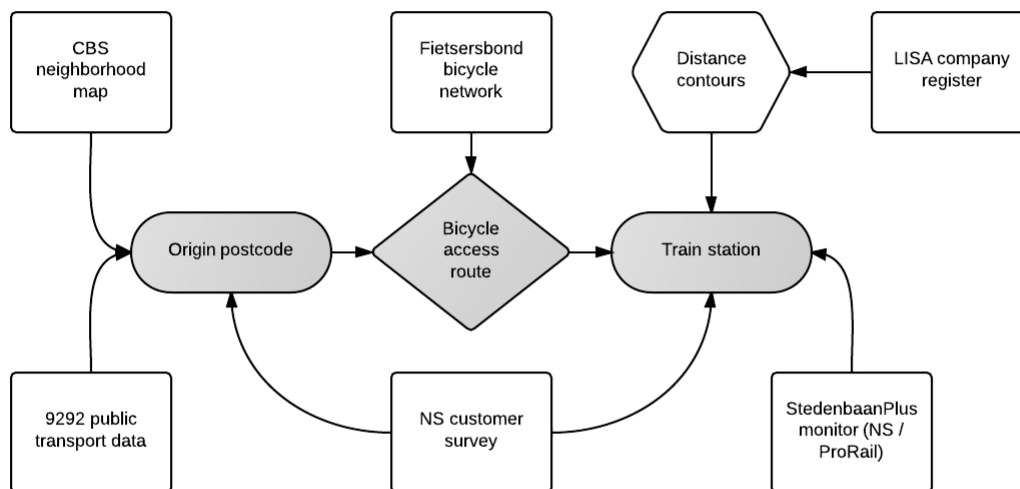 CBS
neighborhood
map
Fietsersbond
bicycle
network
Distance
contours
LISA company
register
Origin postcode
Bicycle
access
route
Train station
9292 public
transport data
NS customer
survey
StedenbaanPlus
monitor (NS /
ProRail)